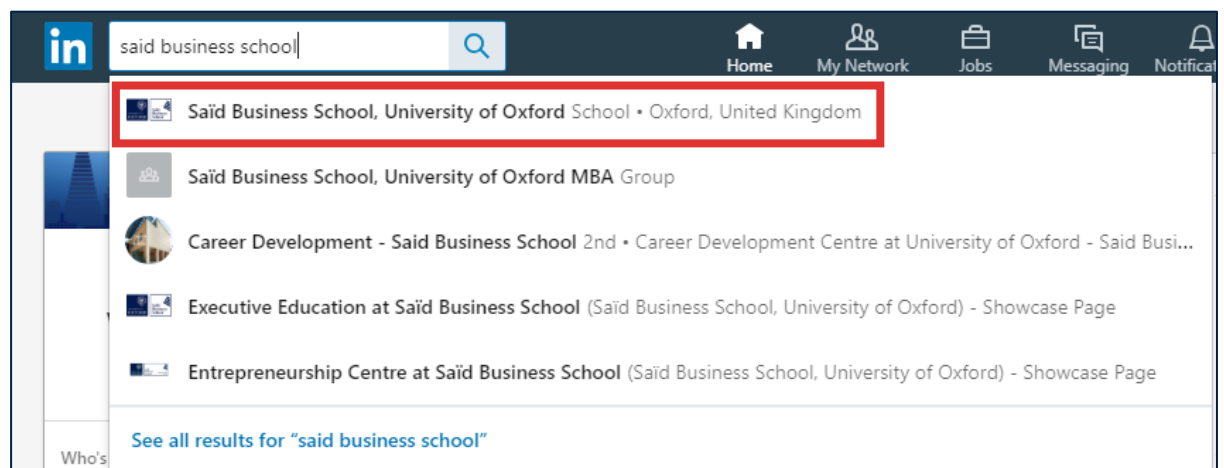 in
said business school
Home
My Network
Jobs
Messaging
Notificat
Saïd Business School, University of Oxford School • Oxford, United Kingdom
Saïd Business School, University of Oxford MBA Group
Career Development - Said Business School 2nd • Career Development Centre at University of Oxford - Said Busi...
Executive Education at Saïd Business School (Saïd Business School, University of Oxford) - Showcase Page
Entrepreneurship Centre at Saïd Business School (Saïd Business School, University of Oxford) - Showcase Page
See all results for “said business school”
Who's